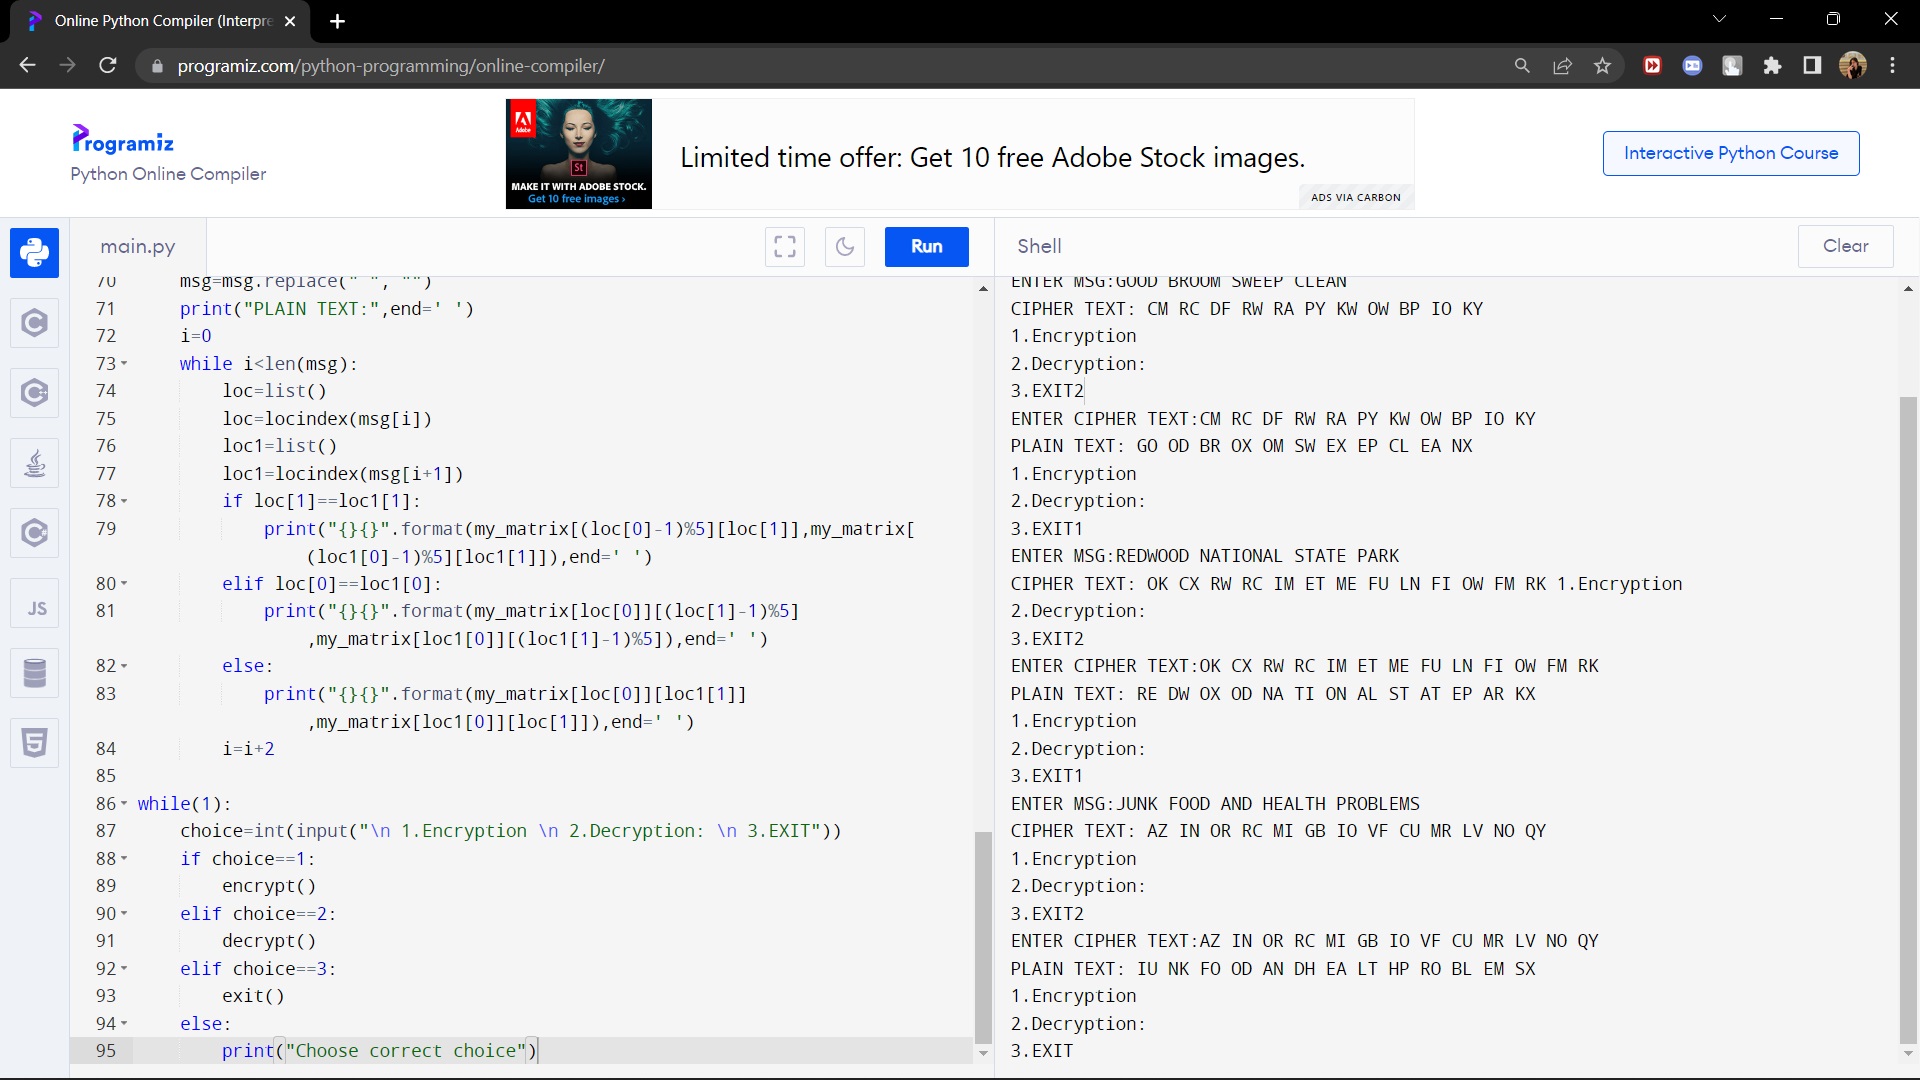 Online Python Compiler (Interpre
programiz.com/python-programming/online-compiler/
Programiz
Python Online Compiler
Adobe
St
MAKE IT WITH ADOBE STOCK.
Get 10 free images ›
Limited time offer: Get 10 free Adobe Stock images.
ADS VIA CARBON
Interactive Python Course
main.py
Run
Shell
Clear
C
C
C
JS
5
70 msg=msg.replace(" ", "")
71 print("PLAIN TEXT:",end=' ')
72 i=0
73 while i<len(msg):
74 loc=list()
75 loc=locindex(msg[i])
76 loc1=list()
77 loc1=locindex(msg[i+1])
78 if loc[1]==loc1[1]:
79 print("{}{}".format(my_matrix[(loc[0]-1)%5][loc[1]],my_matrix[
(loc1[0]-1)%5][loc1[1]]),end=' ')
80 elif loc[0]==loc1[0]:
81 print("{}{}".format(my_matrix[loc[0]][(loc[1]-1)%5]
,my_matrix[loc1[0]][(loc1[1]-1)%5]),end=' ')
82 else:
83 print("{}{}".format(my_matrix[loc[0]][loc1[1]]
,my_matrix[loc1[0]][loc[1]]),end=' ')
84 i=i+2
85
86 while(1):
87 choice=int(input("\n 1.Encryption \n 2.Decryption: \n 3.EXIT"))
88 if choice==1:
89 encrypt()
90 elif choice==2:
91 decrypt()
92 elif choice==3:
93 exit()
94 else:
95 print("Choose correct choice")
ENTER MSG:GOOD BROOM SWEEP CLEAN
CIPHER TEXT: CM RC DF RW RA PY KW OW BP IO KY
1.Encryption
2.Decryption:
3.EXIT2
ENTER CIPHER TEXT:CM RC DF RW RA PY KW OW BP IO KY
PLAIN TEXT: GO OD BR OX OM SW EX EP CL EA NX
1.Encryption
2.Decryption:
3.EXIT1
ENTER MSG:REDWOOD NATIONAL STATE PARK
CIPHER TEXT: OK CX RW RC IM ET ME FU LN FI OW FM RK 1.Encryption
2.Decryption:
3.EXIT2
ENTER CIPHER TEXT:OK CX RW RC IM ET ME FU LN FI OW FM RK
PLAIN TEXT: RE DW OX OD NA TI ON AL ST AT EP AR KX
1.Encryption
2.Decryption:
3.EXIT1
ENTER MSG:JUNK FOOD AND HEALTH PROBLEMS
CIPHER TEXT: AZ IN OR RC MI GB IO VF CU MR LV NO QY
1.Encryption
2.Decryption:
3.EXIT2
ENTER CIPHER TEXT:AZ IN OR RC MI GB IO VF CU MR LV NO QY
PLAIN TEXT: IU NK FO OD AN DH EA LT HP RO BL EM SX
1.Encryption
2.Decryption:
3.EXIT